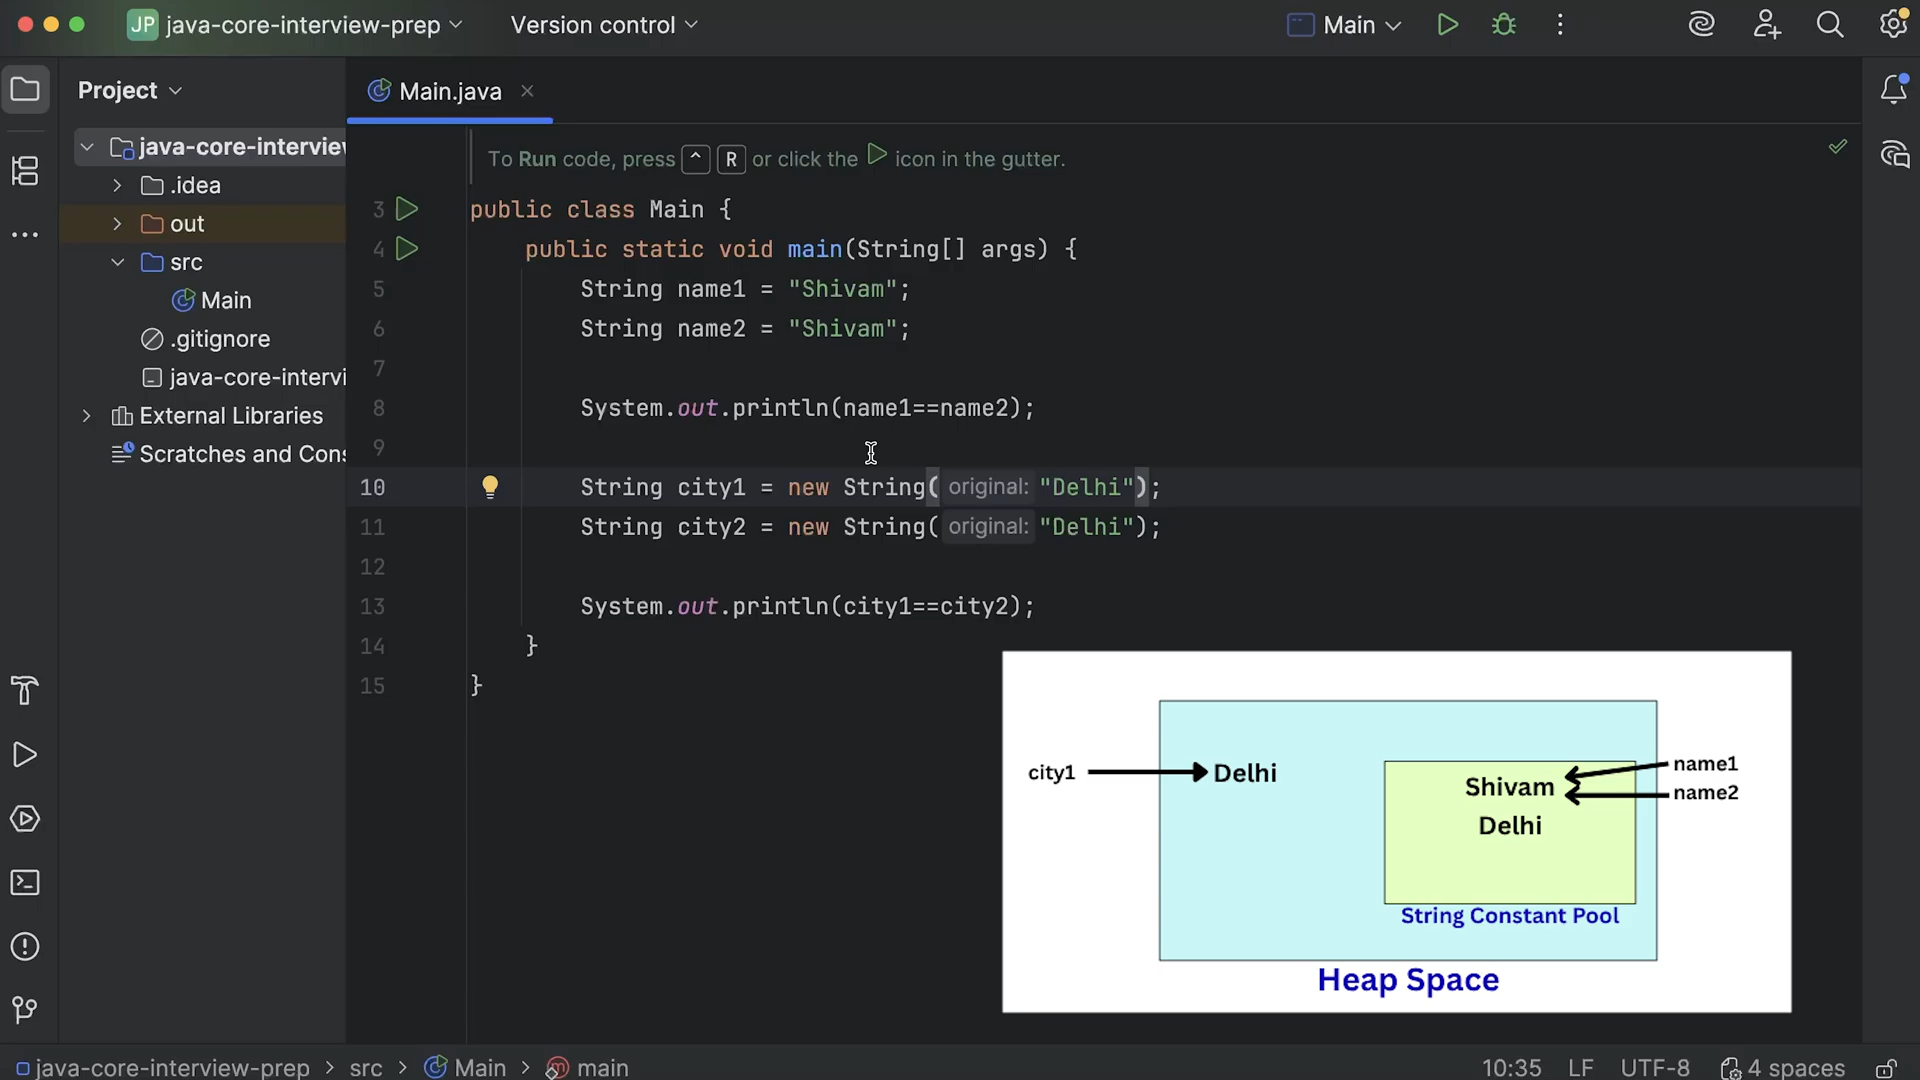 JP java-core-interview-prep
Version control
Main
Project
Main.java
java-core-interviev
.idea
out
src
Main
.gitignore
java-core-intervi
External Libraries
Scratches and Cons
To Run code, press ^ R or click the icon in the gutter.
3 public class Main {
4 public static void main(String[] args) {
5 String name1 = "Shivam";
6 String name2 = "Shivam";
7
8 System.out.println(name1==name2);
9
10 String city1 = new String( original: "Delhi");
11 String city2 = new String( original: "Delhi");
12
13 System.out.println(city1==city2);
14 }
15 }
city1
Delhi
Shivam
Delhi
name1
name2
String Constant Pool
Heap Space
java-core-interview-prep > src > Main > main
10:35 LF UTF-8 4 spaces